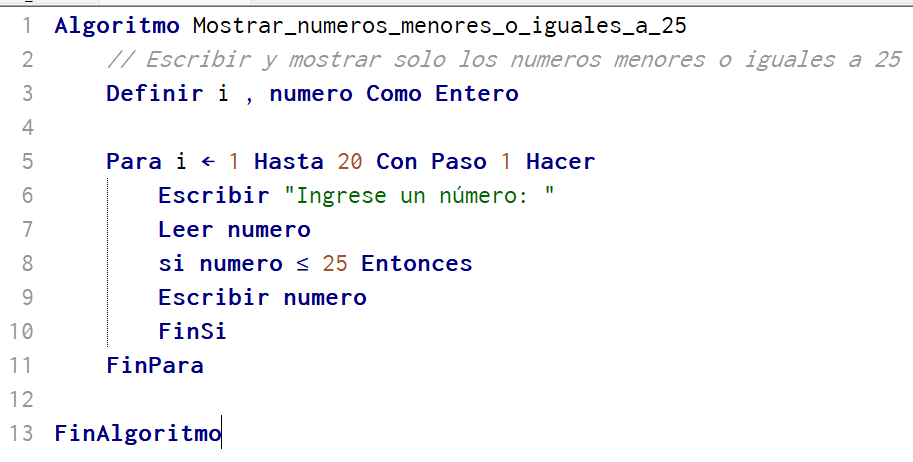 1 Algoritmo Mostrar_numeros_menores_o_iguales_a_25
2 // Escribir y mostrar solo los numeros menores o iguales a 25
3 Definir i , numero Como Entero
4
5 Para i ← 1 Hasta 20 Con Paso 1 Hacer
6 Escribir "Ingrese un número: "
7 Leer numero
8 si numero ≤ 25 Entonces
9 Escribir numero
10 FinSi
11 FinPara
12
13 FinAlgoritmo